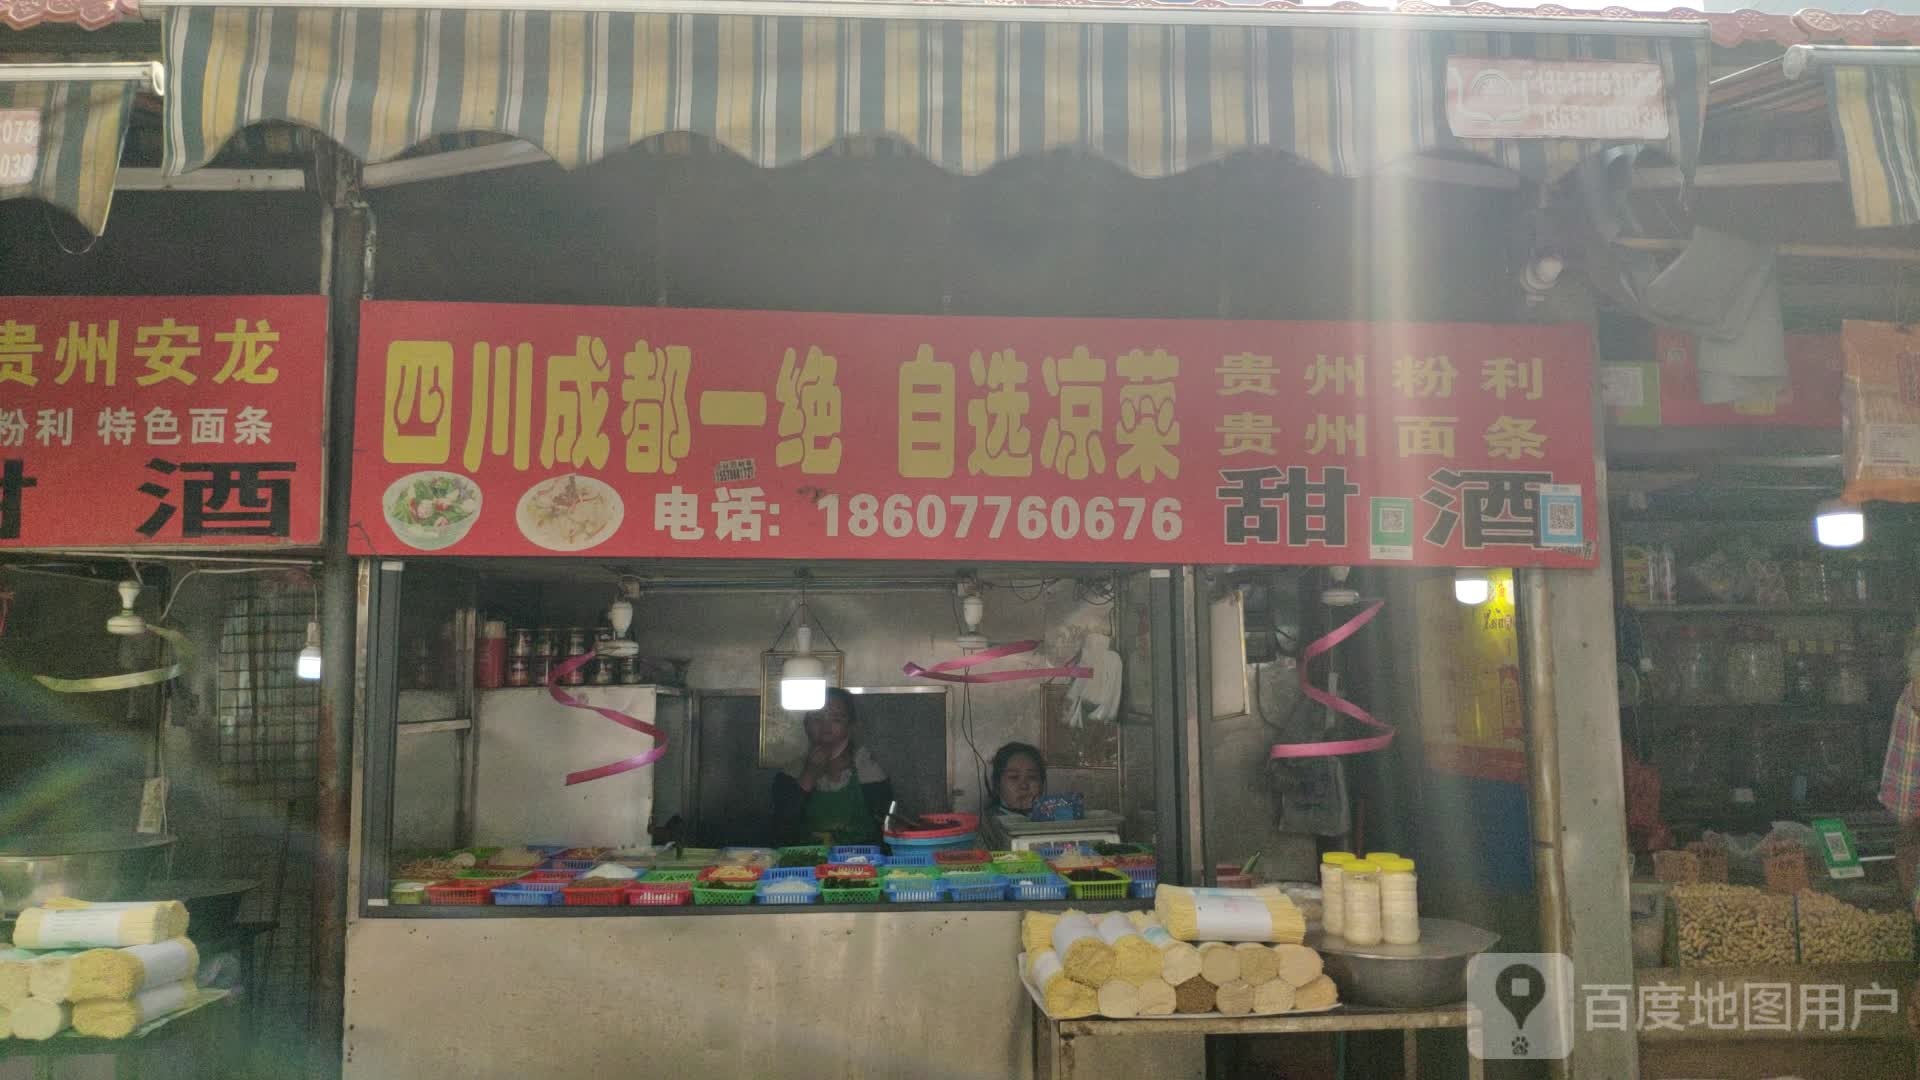 贵州安龙
粉利 特色面条
甜 酒
四川成都一绝 自选凉菜
贵州粉利
贵州面条
电话: 18607760676
甜 酒
百度地图用户